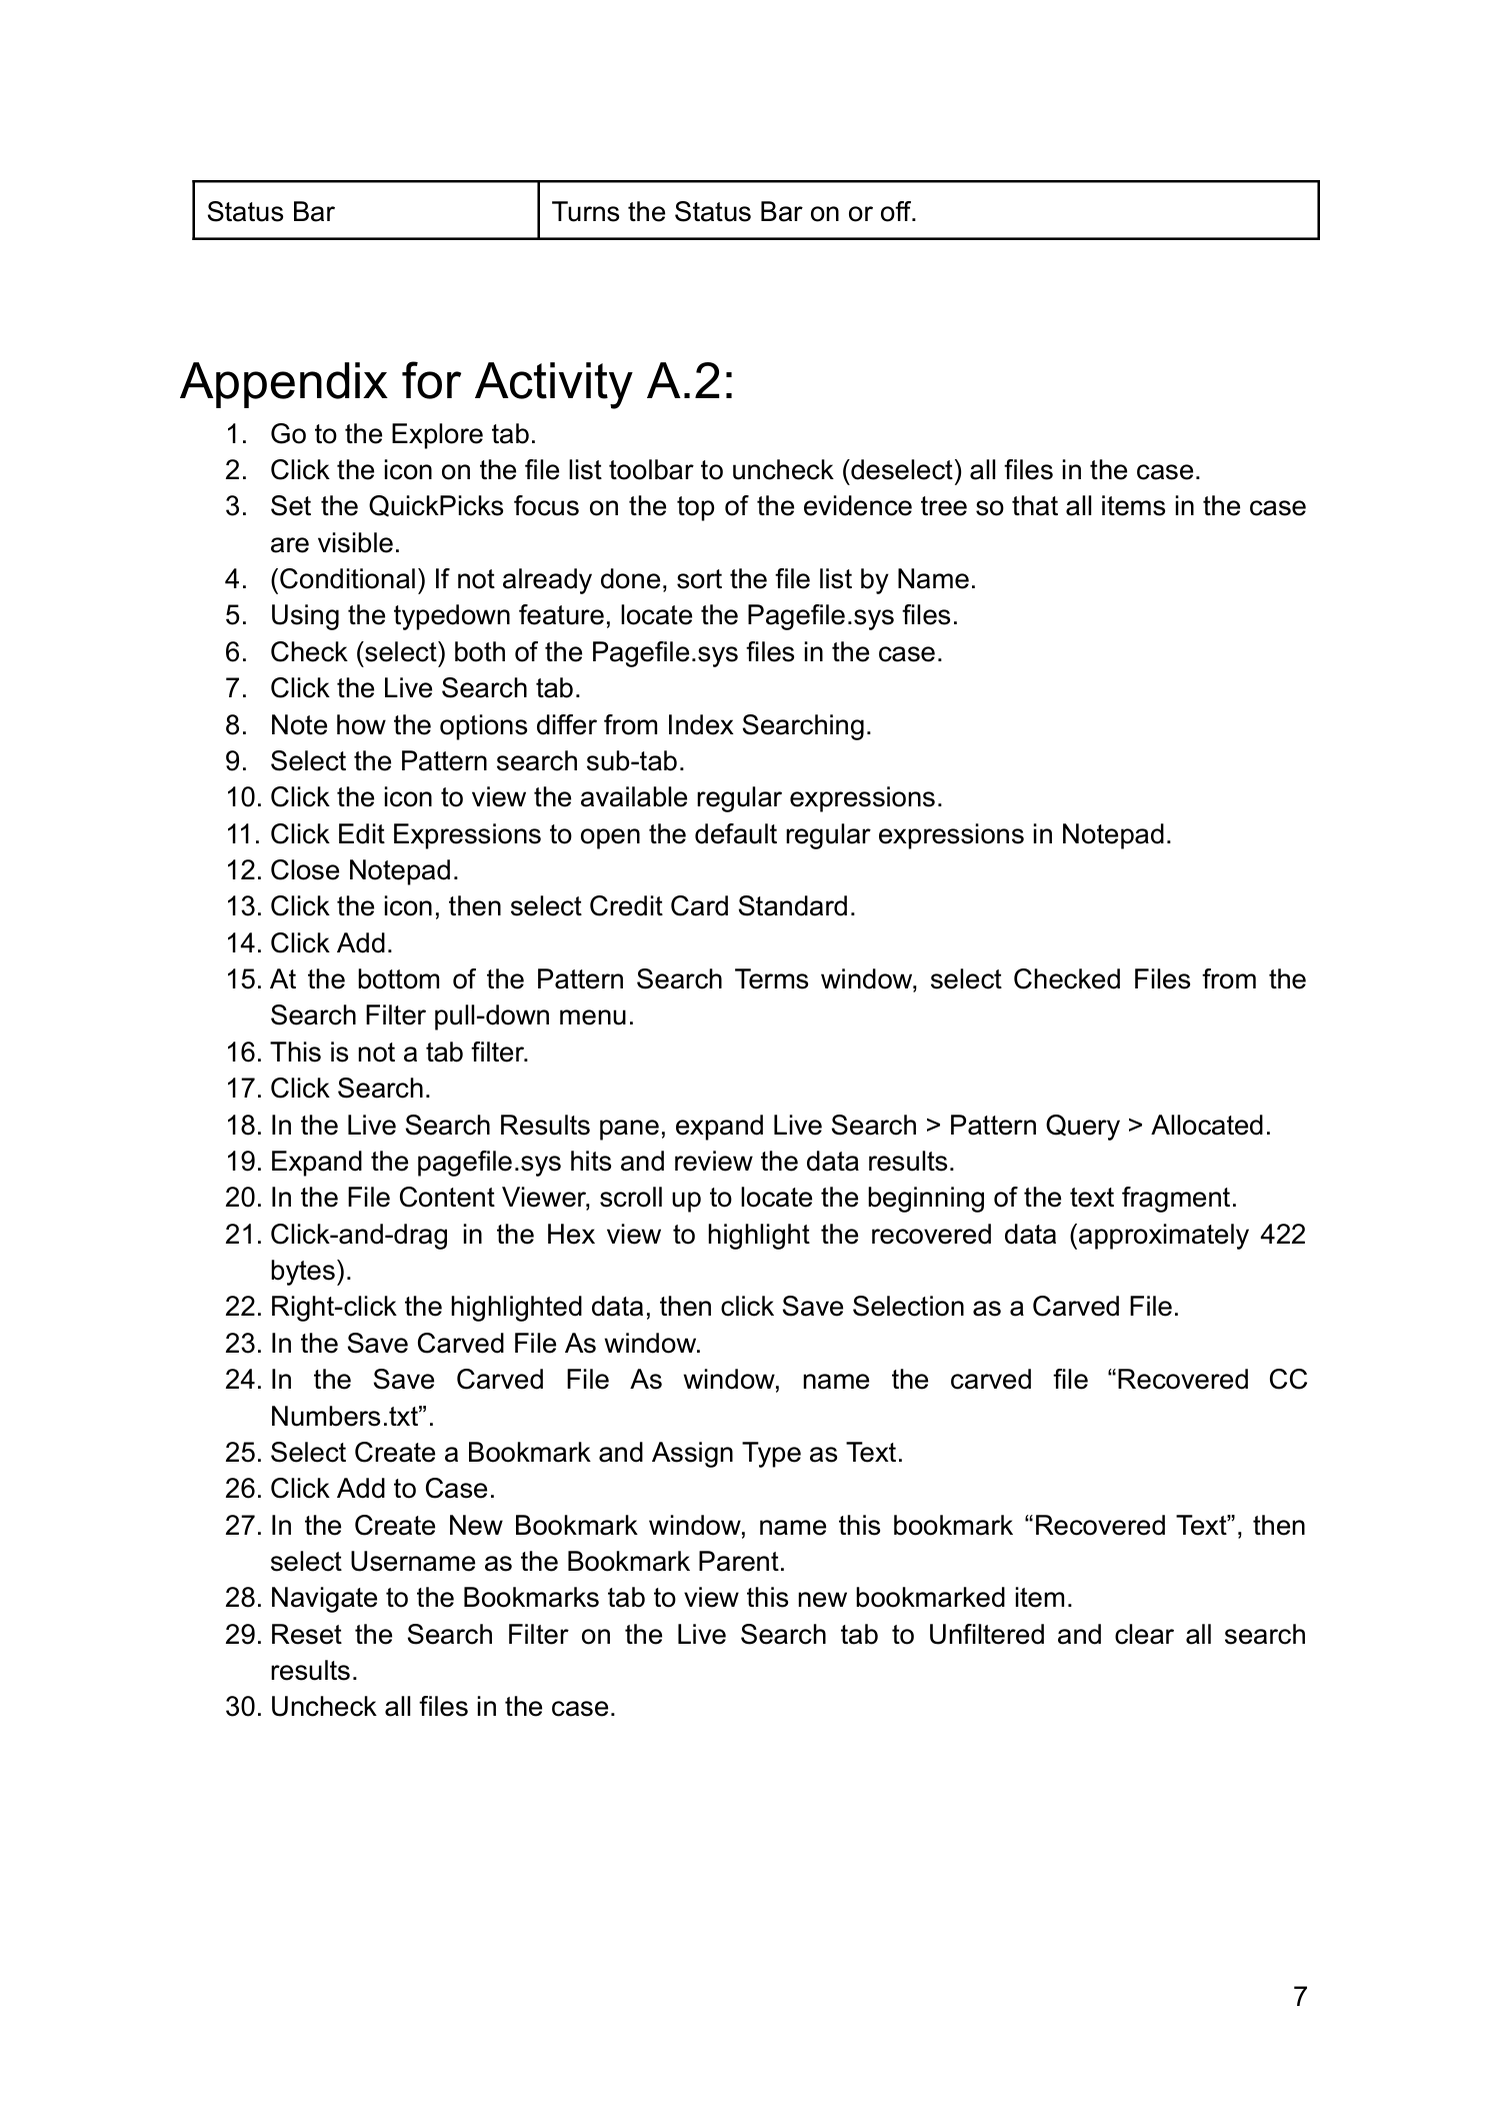 Status Bar Turns the Status Bar on or off.
Appendix for Activity A.2:
1. Go to the Explore tab.
2. Click the icon on the file list toolbar to uncheck (deselect) all files in the case.
3. Set the QuickPicks focus on the top of the evidence tree so that all items in the case
are visible.
4. (Conditional) If not already done, sort the file list by Name.
5. Using the typedown feature, locate the Pagefile.sys files.
6. Check (select) both of the Pagefile.sys files in the case.
7. Click the Live Search tab.
8. Note how the options differ from Index Searching.
9. Select the Pattern search sub-tab.
10. Click the icon to view the available regular expressions.
11. Click Edit Expressions to open the default regular expressions in Notepad.
12. Close Notepad.
13. Click the icon, then select Credit Card Standard.
14. Click Add.
15. At the bottom of the Pattern Search Terms window, select Checked Files from the
Search Filter pull-down menu.
16. This is not a tab filter.
17. Click Search.
18. In the Live Search Results pane, expand Live Search > Pattern Query > Allocated.
19. Expand the pagefile.sys hits and review the data results.
20. In the File Content Viewer, scroll up to locate the beginning of the text fragment.
21. Click-and-drag in the Hex view to highlight the recovered data (approximately 422
bytes).
22. Right-click the highlighted data, then click Save Selection as a Carved File.
23. In the Save Carved File As window.
24. In the Save Carved File As window, name the carved file “Recovered CC
Numbers.txt”.
25. Select Create a Bookmark and Assign Type as Text.
26. Click Add to Case.
27. In the Create New Bookmark window, name this bookmark “Recovered Text”, then
select Username as the Bookmark Parent.
28. Navigate to the Bookmarks tab to view this new bookmarked item.
29. Reset the Search Filter on the Live Search tab to Unfiltered and clear all search
results.
30. Uncheck all files in the case.
7